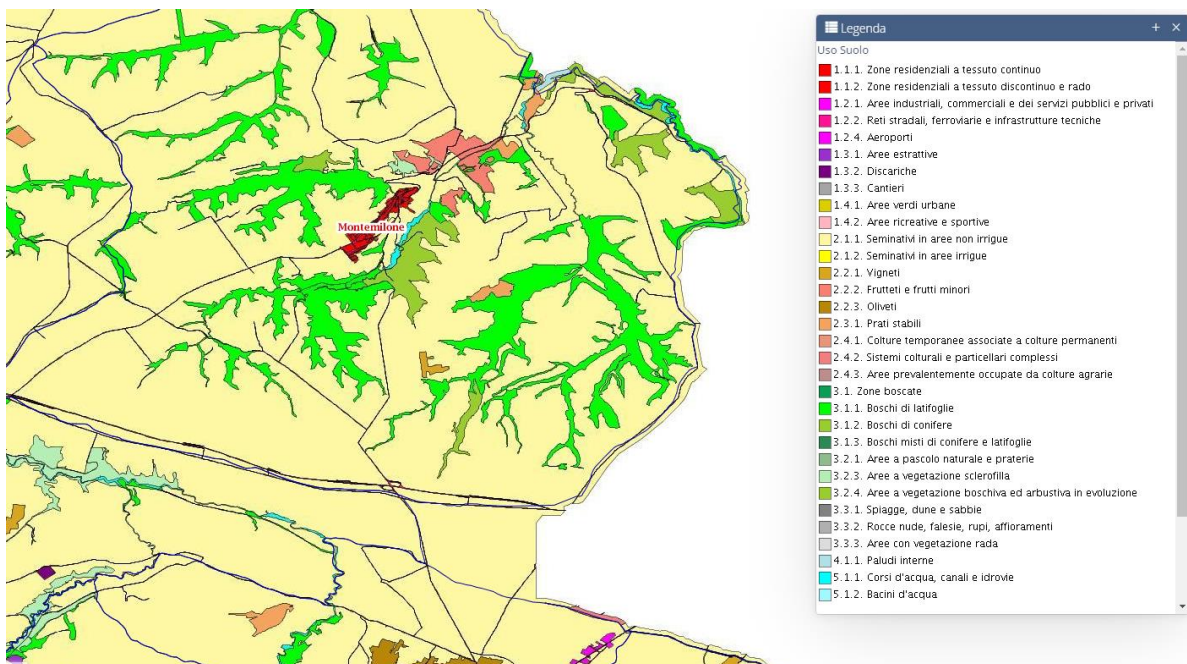 Montemilone
Legenda
Uso Suolo
1.1.1. Zone residenziali a tessuto continuo
1.1.2. Zone residenziali a tessuto discontinuo e rado
1.2.1. Aree industriali, commerciali e dei servizi pubblici e privati
1.2.2. Reti stradali, ferroviarie e infrastrutture tecniche
1.2.4. Aeroporti
1.3.1. Aree estrattive
1.3.2. Discariche
1.3.3. Cantieri
1.4.1. Aree verdi urbane
1.4.2. Aree ricreative e sportive
2.1.1. Seminativi in aree non irrigue
2.1.2. Seminativi in aree irrigue
2.2.1. Vigneti
2.2.2. Frutteti e frutti minori
2.2.3. Oliveti
2.3.1. Prati stabili
2.4.1. Colture temporanee associate a colture permanenti
2.4.2. Sistemi colturali e particellari complessi
2.4.3. Aree prevalentemente occupate da colture agrarie
3.1. Zone boscate
3.1.1. Boschi di latifoglie
3.1.2. Boschi di conifere
3.1.3. Boschi misti di conifere e latifoglie
3.2.1. Aree a pascolo naturale e praterie
3.2.3. Aree a vegetazione sclerofilla
3.2.4. Aree a vegetazione boschiva ed arbustiva in evoluzione
3.3.1. Spiagge, dune e sabbie
3.3.2. Rocce nude, falesie, rupi, affioramenti
3.3.3. Aree con vegetazione rada
4.1.1. Paludi interne
5.1.1. Corsi d'acqua, canali e idrovie
5.1.2. Bacini d'acqua